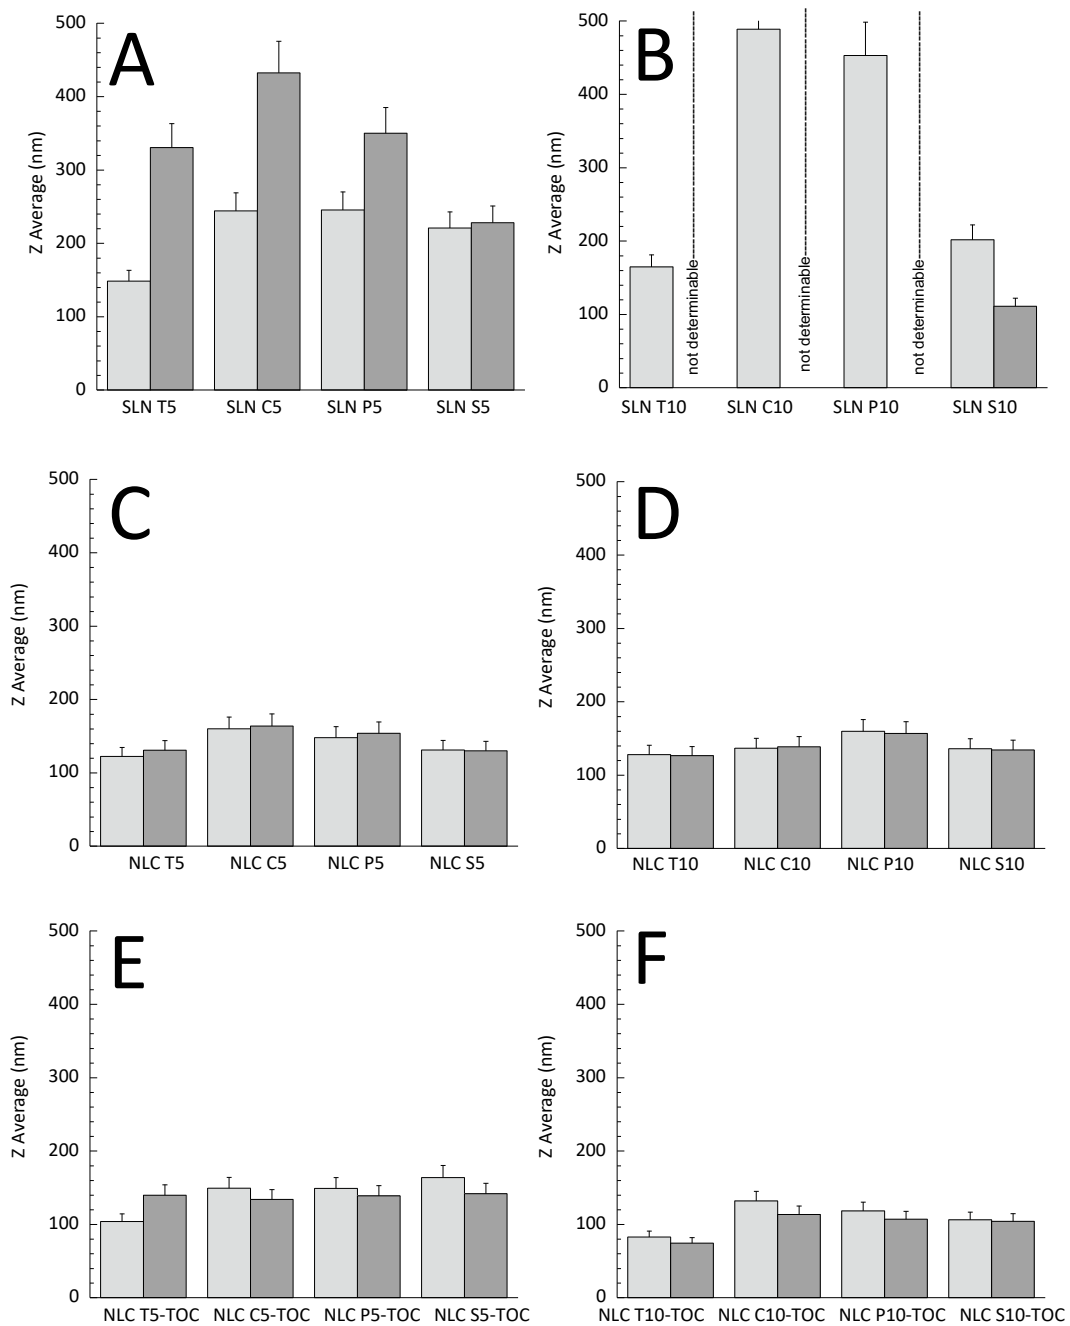 A
Z Average (nm)
500
400
300
200
100
0
SLN T5 SLN C5 SLN P5 SLN S5
B
Z Average (nm)
500
400
300
200
100
0
not determinable
not determinable
not determinable
SLN T10 SLN C10 SLN P10 SLN S10
C
Z Average (nm)
500
400
300
200
100
0
NLC T5 NLC C5 NLC P5 NLC S5
D
Z Average (nm)
500
400
300
200
100
0
NLC T10 NLC C10 NLC P10 NLC S10
E
Z Average (nm)
500
400
300
200
100
0
NLC T5-TOC NLC C5-TOC NLC P5-TOC NLC S5-TOC
F
Z Average (nm)
500
400
300
200
100
0
NLC T10-TOC NLC C10-TOC NLC P10-TOC NLC S10-TOC